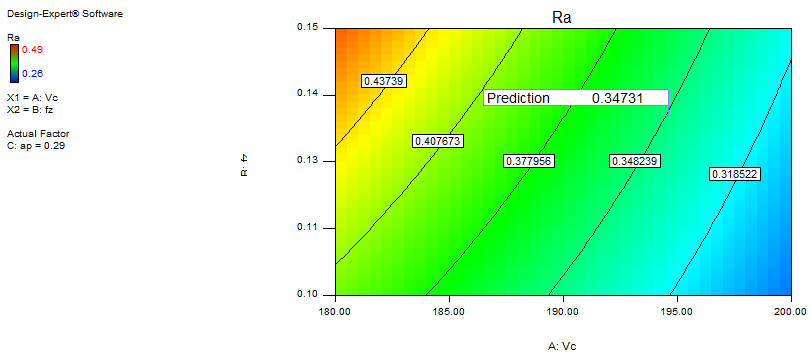 Design-Expert® Software
Ra
0.49
0.26
X1 = A: Vc
X2 = B: fz
Actual Factor
C: ap = 0.29
Ra
0.15
0.14
0.13
0.11
0.10
B: fz
0.43739
0.407673
0.377956
0.348239
0.318522
Prediction 0.34731
180.00 185.00 190.00 195.00 200.00
A: Vc